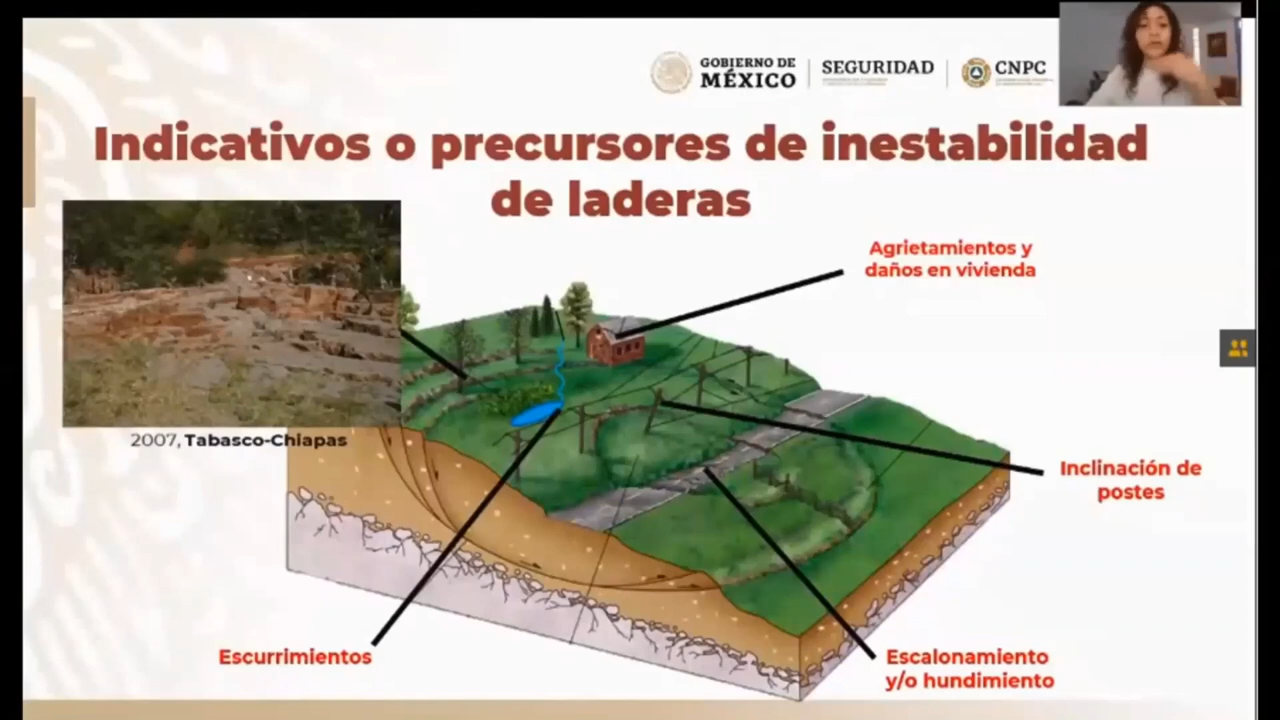 GOBIERNO DE
MÉXICO
SEGURIDAD
CNPC
Indicativos o precursores de inestabilidad
de laderas
Agrietamientos y
daños en vivienda
2007, Tabasco-Chiapas
Inclinación de
postes
Escurrimientos
Escalonamiento
y/o hundimiento